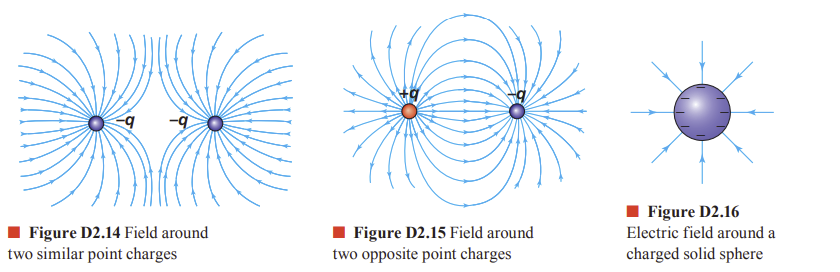 –q
–q
+q
–q
Figure D2.14 Field around
two similar point charges
Figure D2.15 Field around
two opposite point charges
Figure D2.16
Electric field around a
charged solid sphere